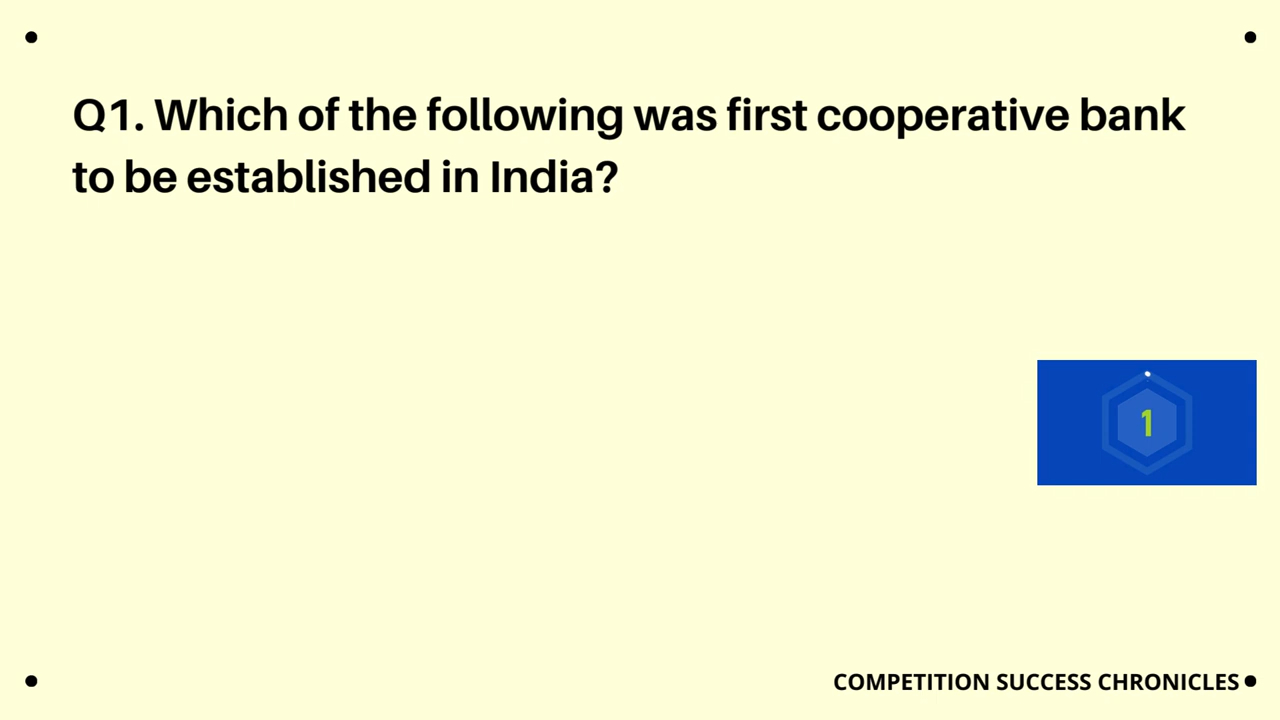 Q1. Which of the following was first cooperative bank
to be established in India?
1
COMPETITION SUCCESS CHRONICLES